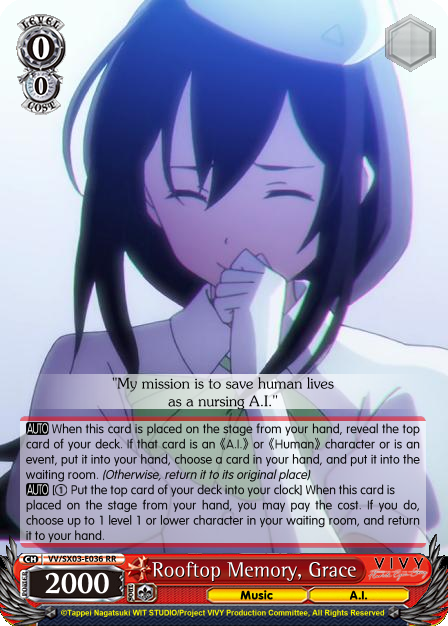 LEVEL
0
0
COST
"My mission is to save human lives
as a nursing A.I."
AUTO When this card is placed on the stage from your hand, reveal the top
card of your deck. If that card is an 《A.I.》 or 《Human》 character or is an
event, put it into your hand, choose a card in your hand, and put it into the
waiting room. (Otherwise, return it to its original place)
AUTO [① Put the top card of your deck into your clock] When this card is
placed on the stage from your hand, you may pay the cost. If you do,
choose up to 1 level 1 or lower character in your waiting room, and return
it to your hand.
CH VV/SX03-E036 RR
POWER 2000 SOUL Rooftop Memory, Grace VIVY
Music A.I.
©Tappei Nagatsuki WIT STUDIO/Project VIVY Production Committee, All Rights Reserved